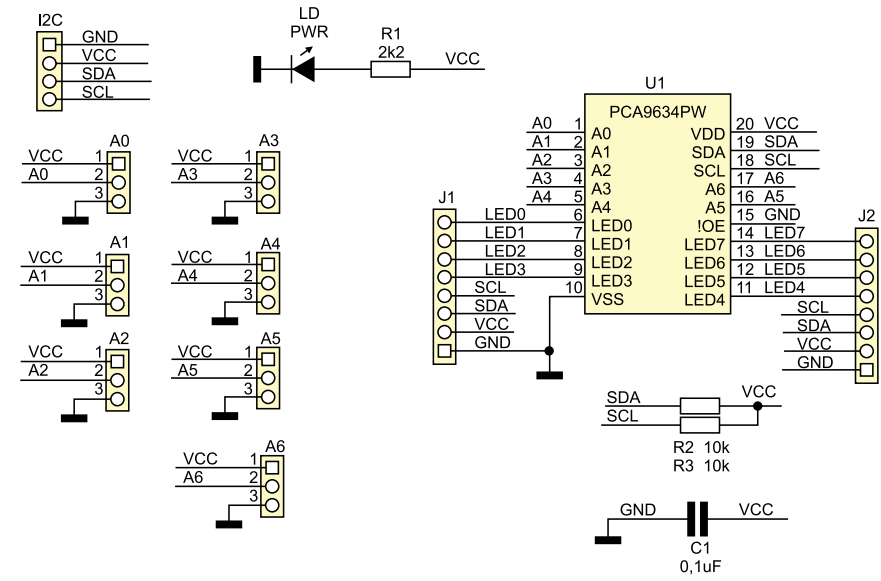 I2C
GND
VCC
SDA
SCL
LD
PWR
R1
2k2
VCC
A0
VCC 1
A0 2
3
A3
VCC 1
A3 2
3
A1
VCC 1
A1 2
3
A4
VCC 1
A4 2
3
A2
VCC 1
A2 2
3
A5
VCC 1
A5 2
3
A6
VCC 1
A6 2
3
U1
PCA9634PW
A0 1 A0 VDD 20 VCC
A1 2 A1 SDA 19 SDA
A2 3 A2 SCL 18 SCL
A3 4 A3 A6 17 A6
A4 5 A4 A5 16 A5
LED0 6 LED0 !OE 15 GND
LED1 7 LED1 LED7 14 LED7
LED2 8 LED2 LED6 13 LED6
LED3 9 LED3 LED5 12 LED5
10 VSS LED4 11 LED4
J1
SCL
SDA
VCC
GND
J2
SCL
SDA
VCC
GND
SDA
SCL
VCC
R2 10k
R3 10k
GND
VCC
C1
0,1uF